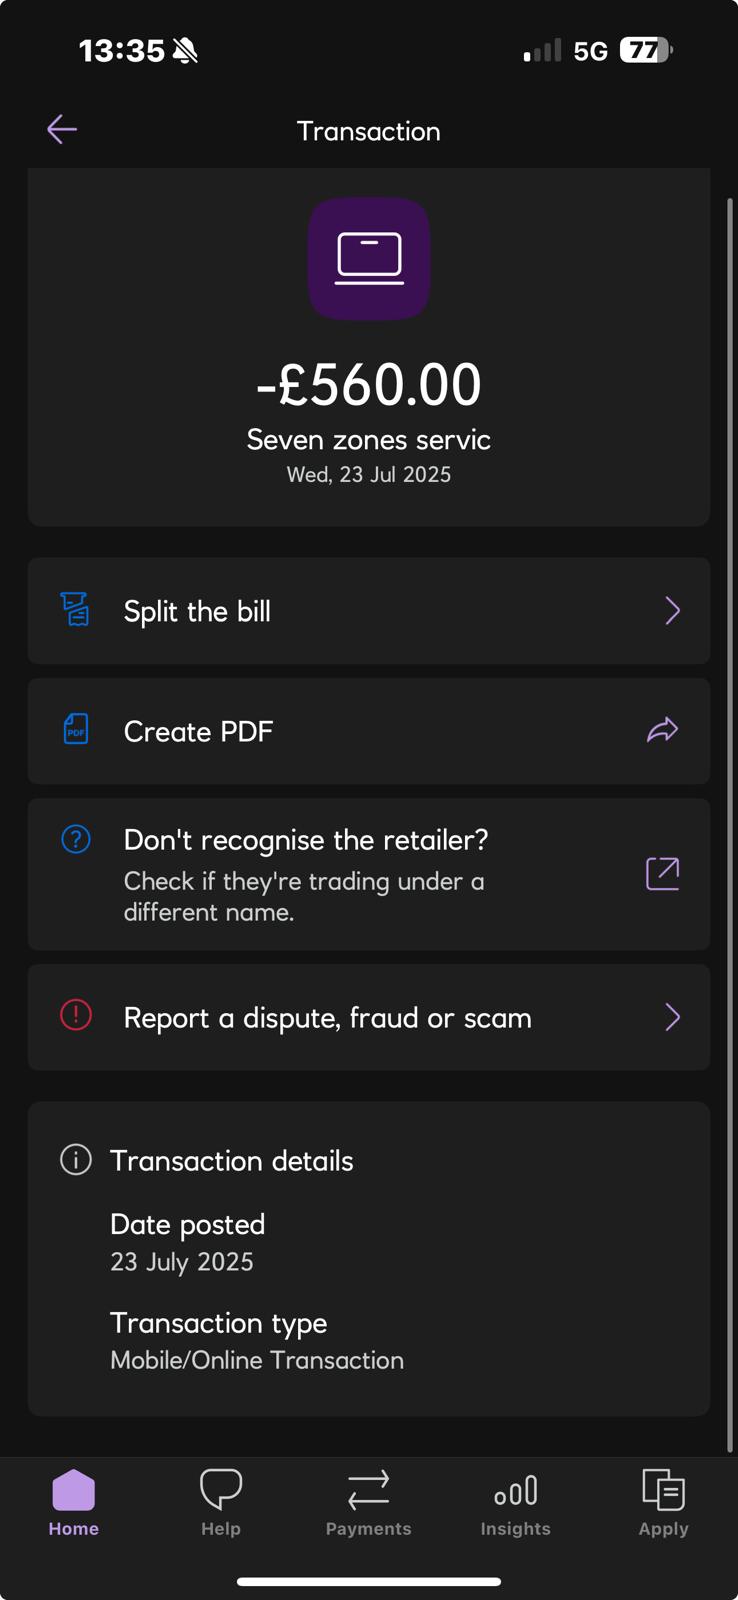 13:35
5G
77
Transaction
-£560.00
Seven zones servic
Wed, 23 Jul 2025
Split the bill
PDF
Create PDF
Don't recognise the retailer?
Check if they're trading under a
different name.
Report a dispute, fraud or scam
Transaction details
Date posted
23 July 2025
Transaction type
Mobile/Online Transaction
Home
Help
Payments
Insights
Apply